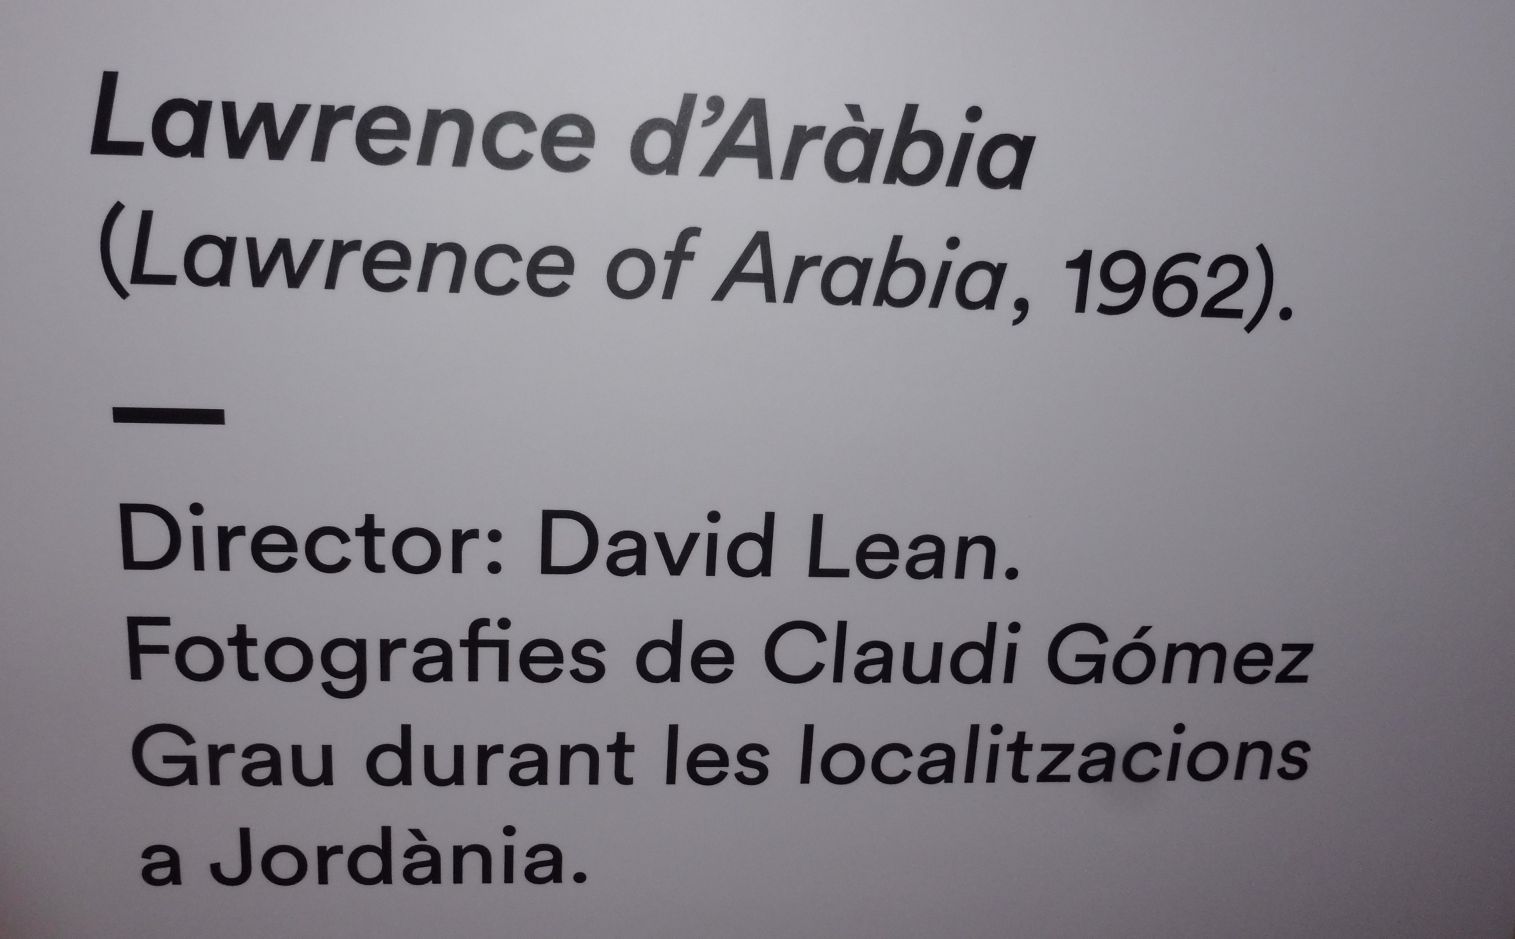 Lawrence d’Aràbia
(Lawrence of Arabia, 1962).
—
Director: David Lean.
Fotografies de Claudi Gómez
Grau durant les localitzacions
a Jordània.